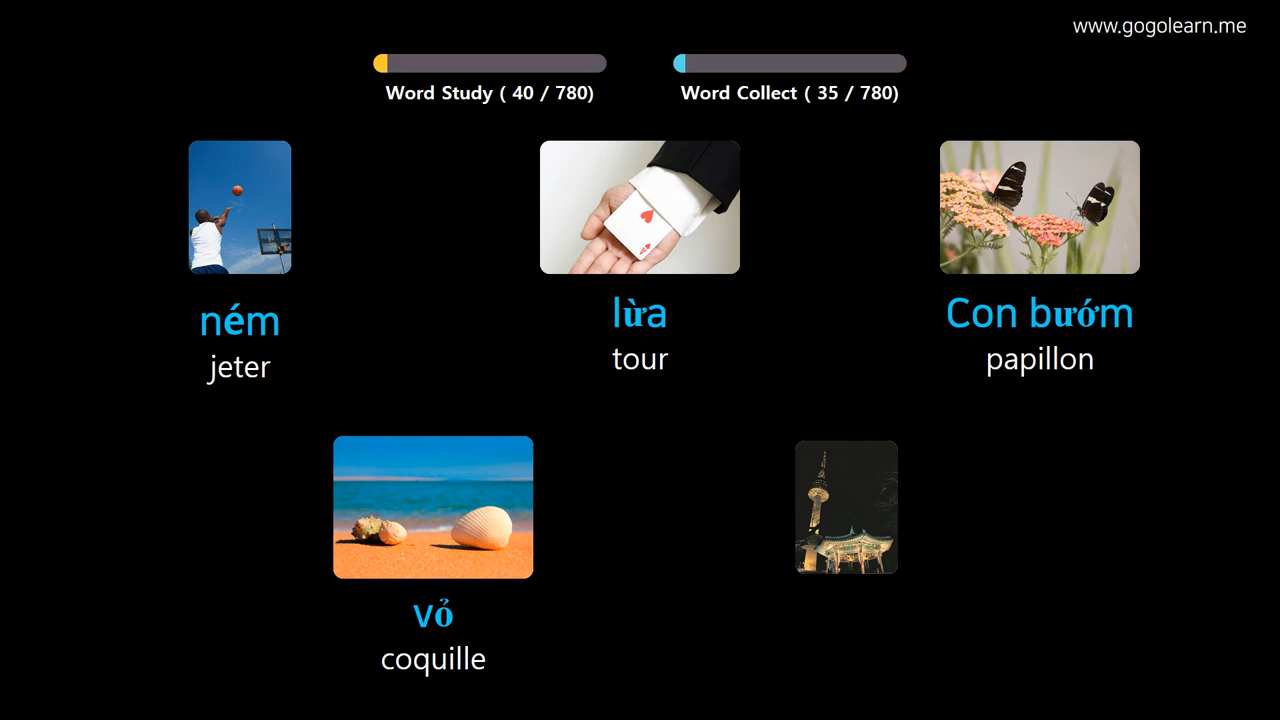 www.gogolearn.me
Word Study ( 40 / 780)
Word Collect ( 35 / 780)
ném
jeter
lừa
tour
Con bướm
papillon
vỏ
coquille